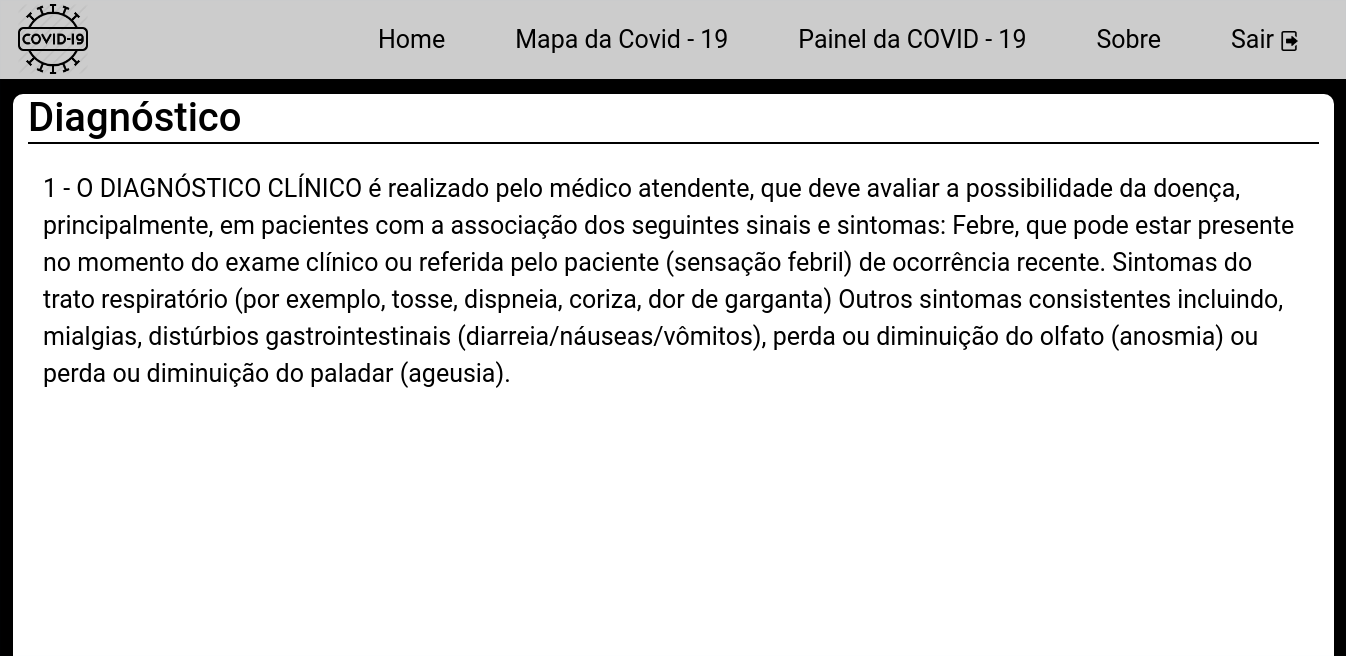 COVID-19
Home
Mapa da Covid - 19
Painel da COVID - 19
Sobre
Sair
Diagnóstico
1 - O DIAGNÓSTICO CLÍNICO é realizado pelo médico atendente, que deve avaliar a possibilidade da doença,
principalmente, em pacientes com a associação dos seguintes sinais e sintomas: Febre, que pode estar presente
no momento do exame clínico ou referida pelo paciente (sensação febril) de ocorrência recente. Sintomas do
trato respiratório (por exemplo, tosse, dispneia, coriza, dor de garganta) Outros sintomas consistentes incluindo,
mialgias, distúrbios gastrointestinais (diarreia/náuseas/vômitos), perda ou diminuição do olfato (anosmia) ou
perda ou diminuição do paladar (ageusia).